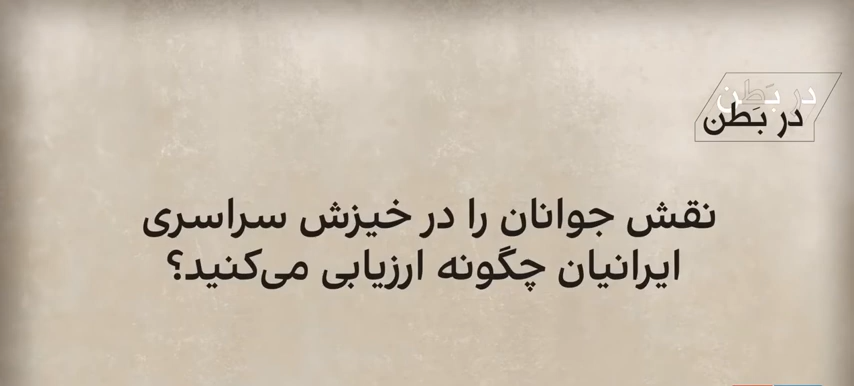 در بَطن
در بَطن
نقش جوانان را در خیزش سراسری
ایرانیان چگونه ارزیابی می‌کنید؟